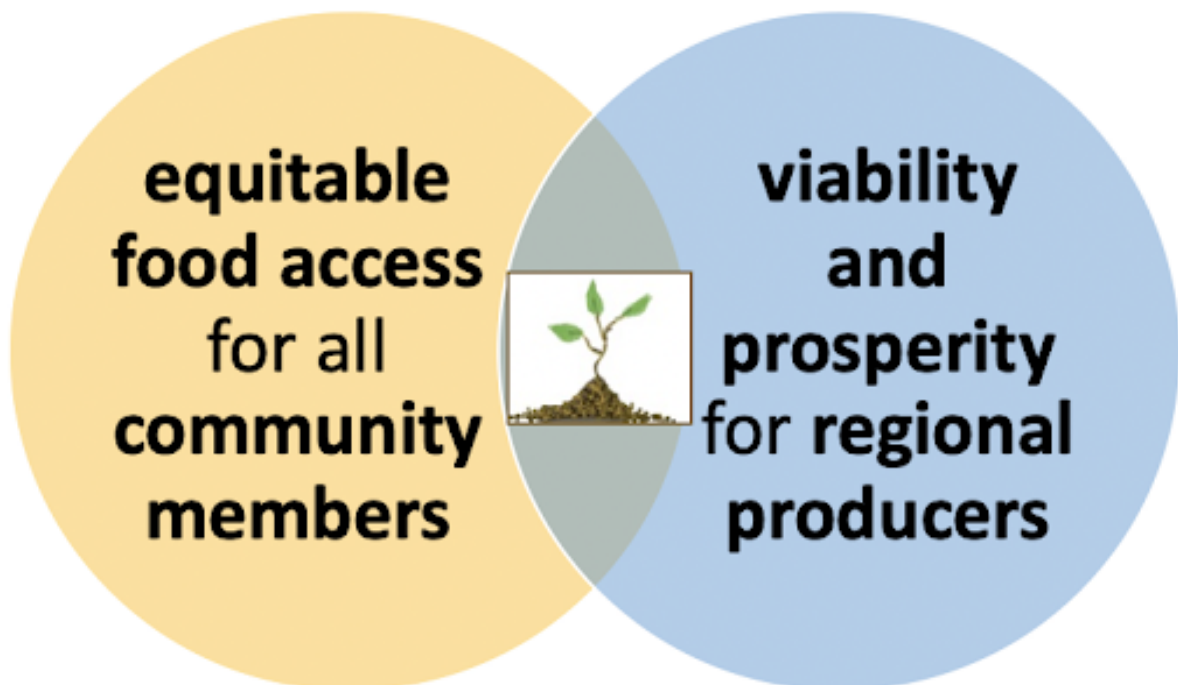 equitable
food access
for all
community
members
viability
and
prosperity
for regional
producers